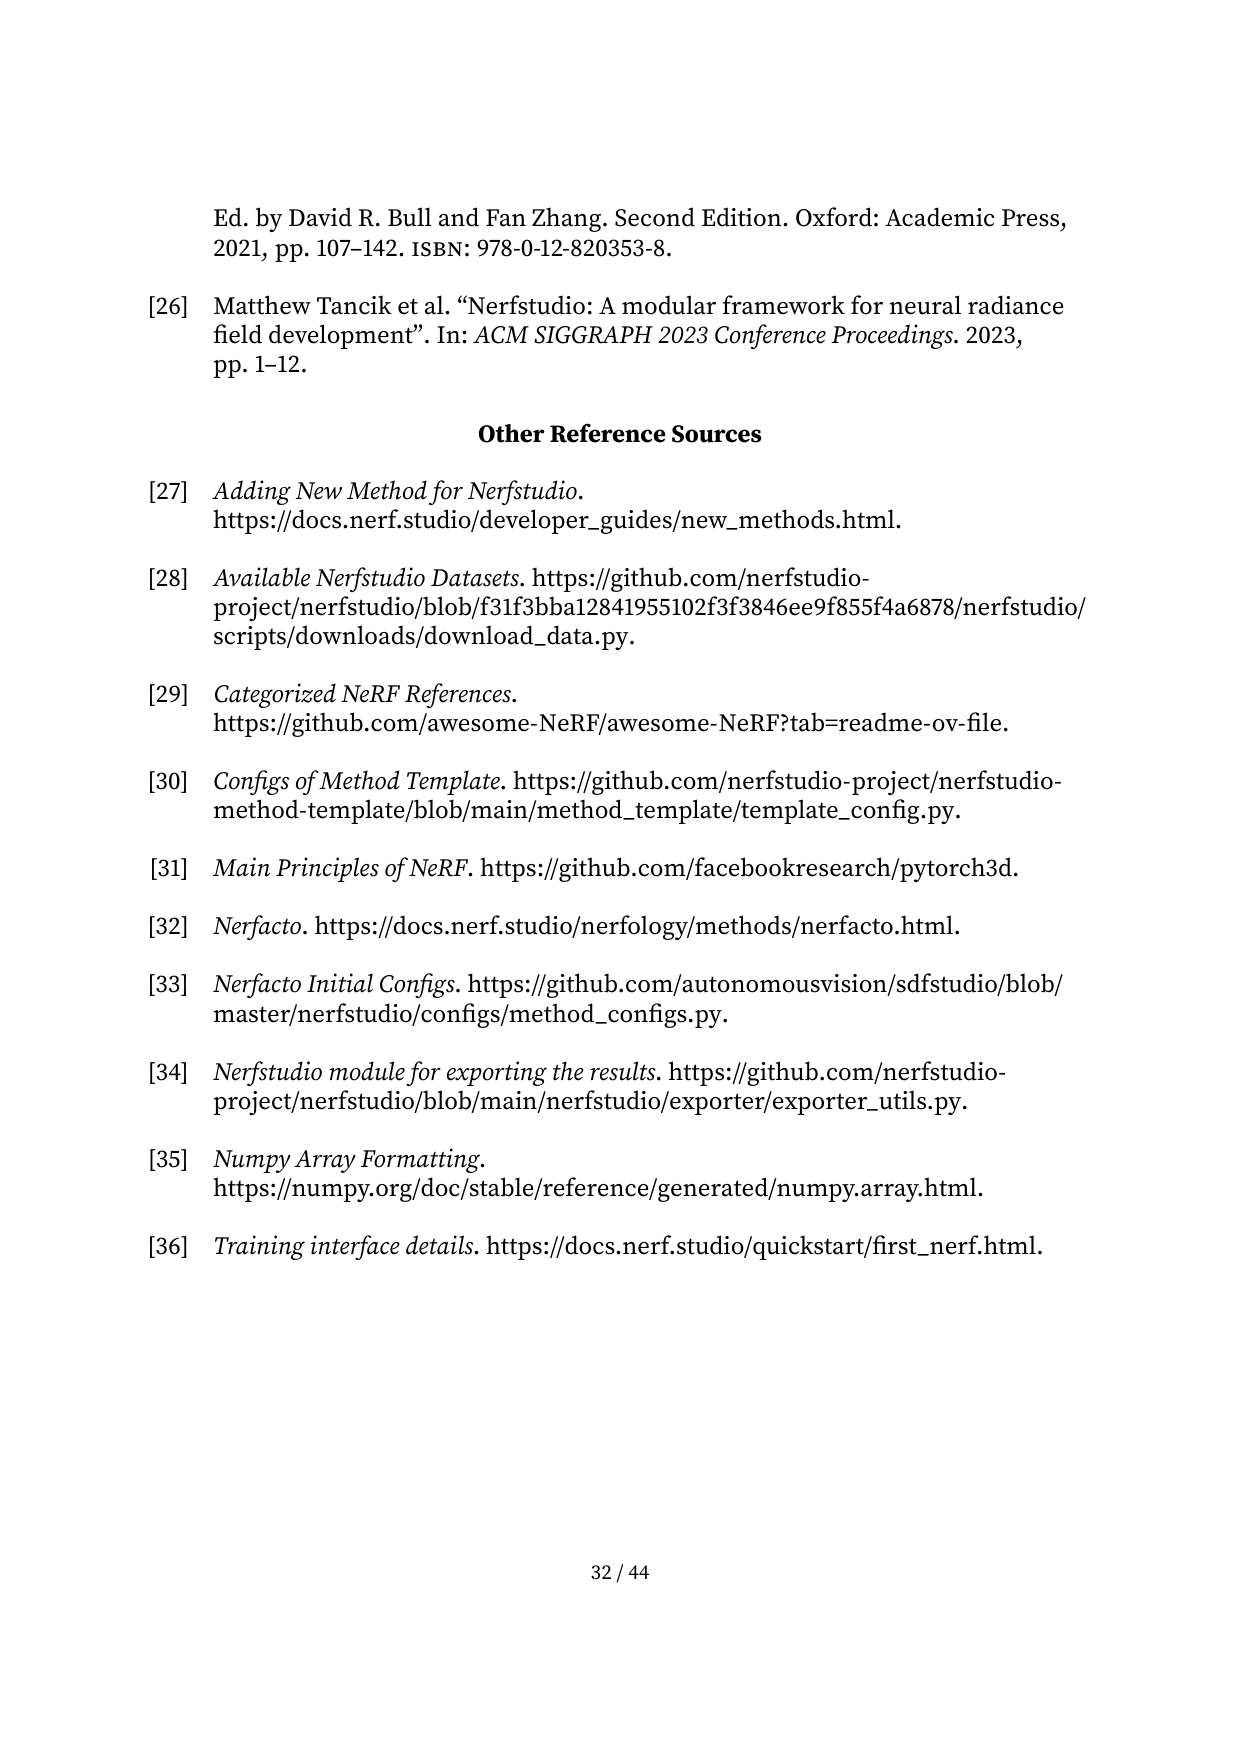 Ed. by David R. Bull and Fan Zhang. Second Edition. Oxford: Academic Press,
2021, pp. 107–142. ISBN: 978-0-12-820353-8.
[26] Matthew Tancik et al. “Nerfstudio: A modular framework for neural radiance
field development”. In: ACM SIGGRAPH 2023 Conference Proceedings. 2023,
pp. 1–12.
Other Reference Sources
[27] Adding New Method for Nerfstudio.
https://docs.nerf.studio/developer_guides/new_methods.html.
[28] Available Nerfstudio Datasets. https://github.com/nerfstudio-
project/nerfstudio/blob/f31f3bba12841955102f3f3846ee9f855f4a6878/nerfstudio/
scripts/downloads/download_data.py.
[29] Categorized NeRF References.
https://github.com/awesome-NeRF/awesome-NeRF?tab=readme-ov-file.
[30] Configs of Method Template. https://github.com/nerfstudio-project/nerfstudio-
method-template/blob/main/method_template/template_config.py.
[31] Main Principles of NeRF. https://github.com/facebookresearch/pytorch3d.
[32] Nerfacto. https://docs.nerf.studio/nerfology/methods/nerfacto.html.
[33] Nerfacto Initial Configs. https://github.com/autonomousvision/sdfstudio/blob/
master/nerfstudio/configs/method_configs.py.
[34] Nerfstudio module for exporting the results. https://github.com/nerfstudio-
project/nerfstudio/blob/main/nerfstudio/exporter/exporter_utils.py.
[35] Numpy Array Formatting.
https://numpy.org/doc/stable/reference/generated/numpy.array.html.
[36] Training interface details. https://docs.nerf.studio/quickstart/first_nerf.html.
32 / 44